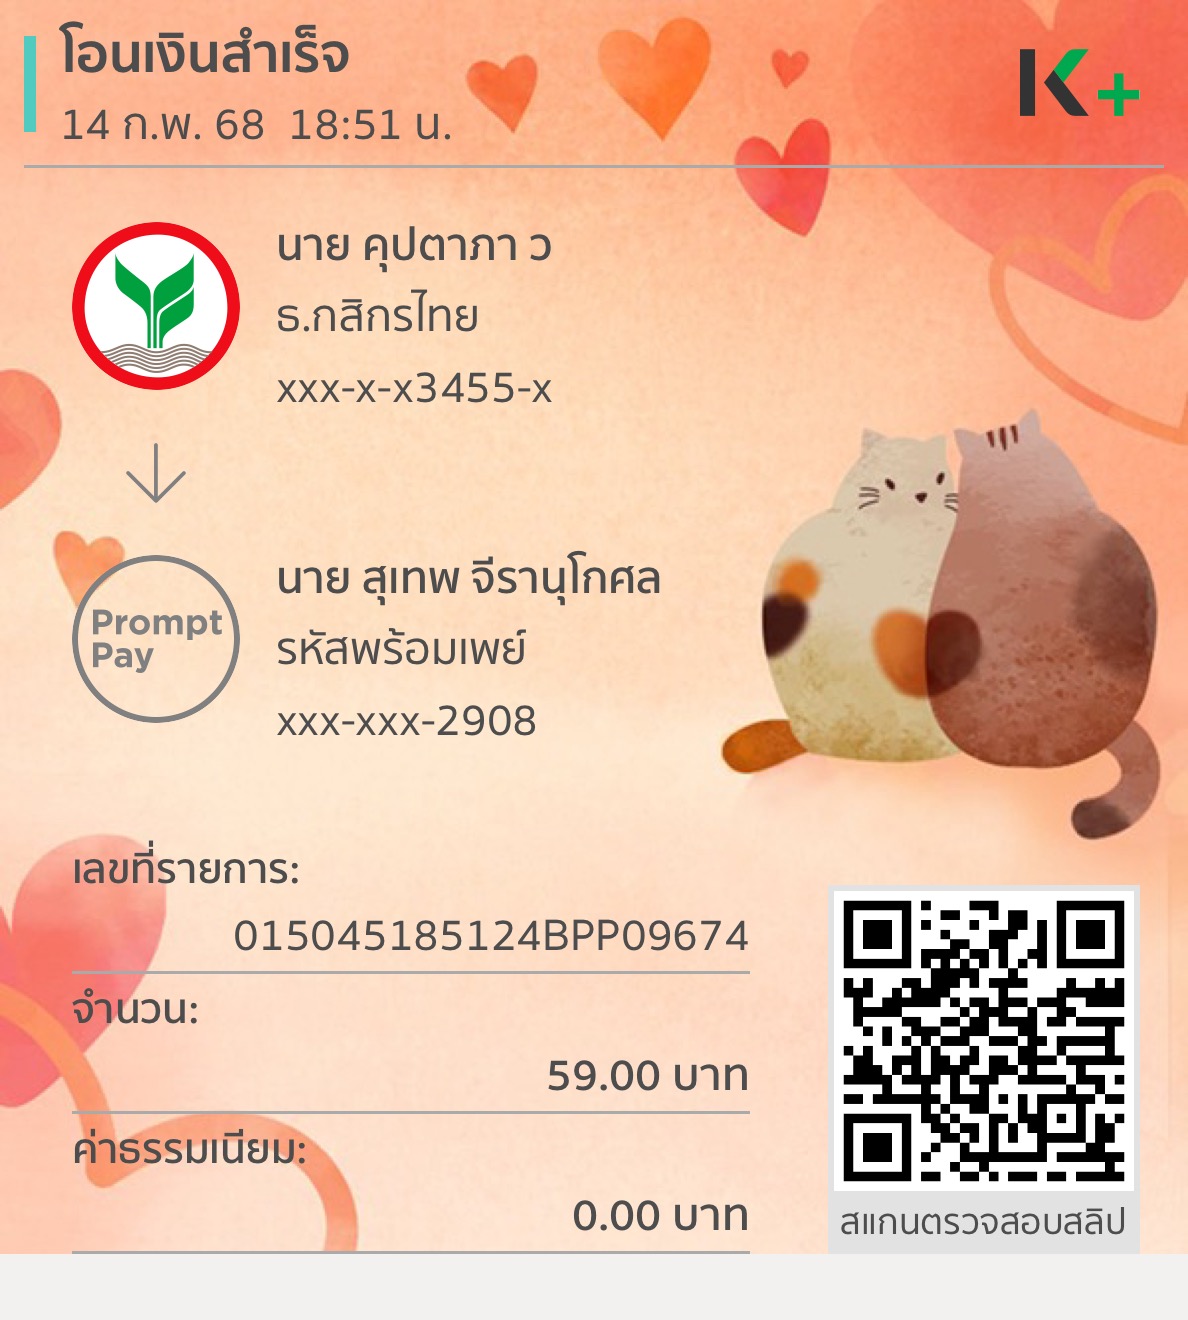 โอนเงินสำเร็จ
14 ก.พ. 68 18:51 น.
K+
นาย คุปตาภา ว
ธ.กสิกรไทย
xxx-x-x3455-x
Prompt
Pay
นาย สุเทพ จีรานุโกศล
รหัสพร้อมเพย์
xxx-xxx-2908
เลขที่รายการ:
015045185124BPP09674
จำนวน:
59.00 บาท
ค่าธรรมเนียม:
0.00 บาท
สแกนตรวจสอบสลิป